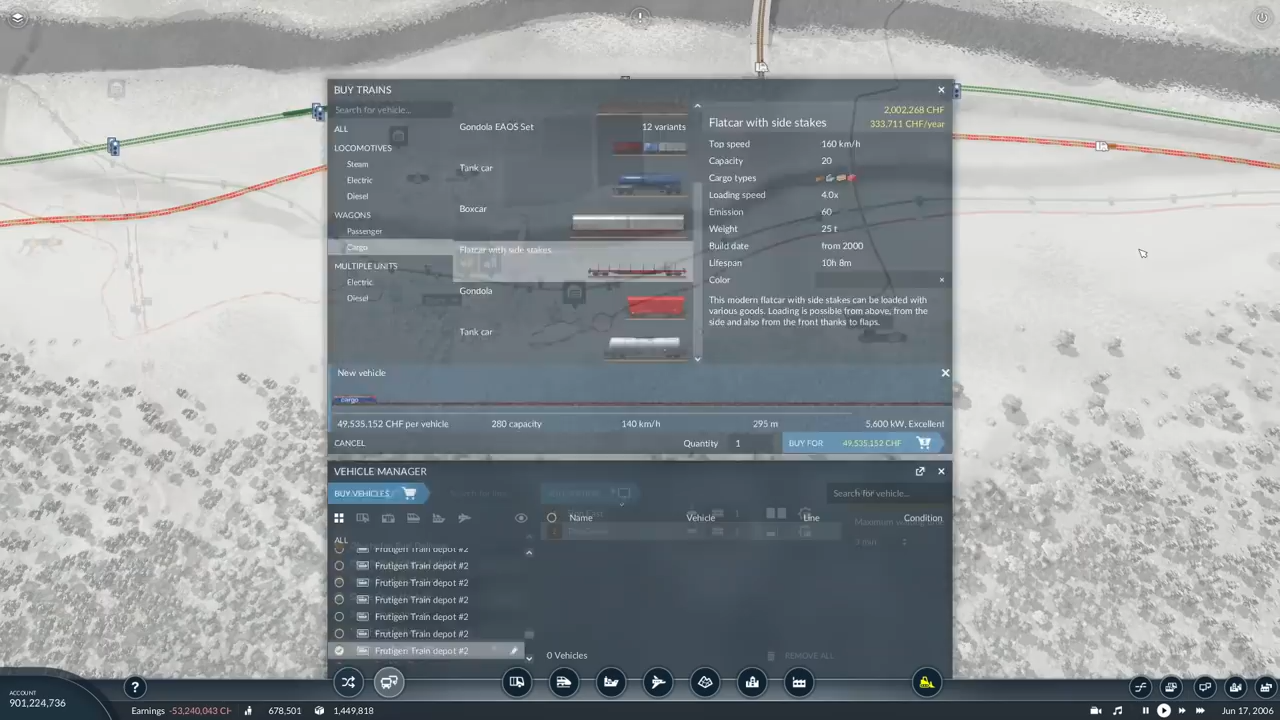 BUY TRAINS
Search for vehicle...
ALL
LOCOMOTIVES
Steam
Electric
Diesel
WAGONS
Passenger
Cargo
MULTIPLE UNITS
Electric
Diesel
Gondola EAOS Set 12 variants
Tank car
Boxcar
Flatcar with side stakes
Gondola
Tank car
2,002,268 CHF
Flatcar with side stakes
333,711 CHF/year
Top speed 160 km/h
Capacity 20
Cargo types
Loading speed 4.0x
Emission 60
Weight 25 t
Build date from 2000
Lifespan 10h 8m
Color
This modern flatcar with side stakes can be loaded with
various goods. Loading is possible from above, from the
side and also from the front thanks to flaps.
New vehicle
cargo
49,535,152 CHF per vehicle 280 capacity 140 km/h 295 m 5,600 kW, Excellent
CANCEL Quantity 1 BUY FOR 49,535,152 CHF
VEHICLE MANAGER
BUY VEHICLES Search for vehicle...
Name Vehicle Line Condition
ALL
Frutigen Train depot #2
Frutigen Train depot #2
Frutigen Train depot #2
Frutigen Train depot #2
Frutigen Train depot #2
Frutigen Train depot #2
Frutigen Train depot #2
3 min
0 Vehicles REMOVE ALL
ACCOUNT
901,224,736
?
Earnings -53,240,043 CH 678,501 1,449,818 Jun 17, 2006